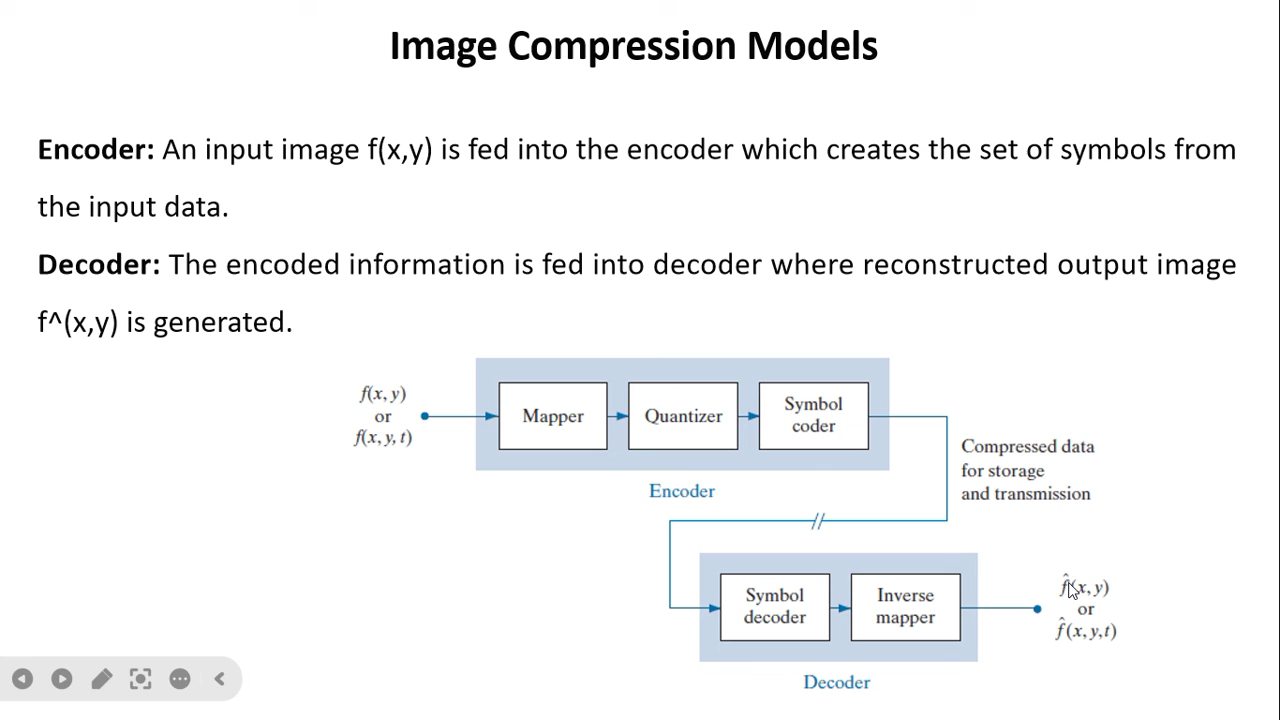 Image Compression Models
Encoder: An input image f(x,y) is fed into the encoder which creates the set of symbols from
the input data.
Decoder: The encoded information is fed into decoder where reconstructed output image
f^(x,y) is generated.
f(x, y)
or
f(x, y, t)
Mapper
Quantizer
Symbol
coder
Encoder
Compressed data
for storage
and transmission
Symbol
decoder
Inverse
mapper
Decoder
f̂(x, y)
or
f̂(x, y,t)